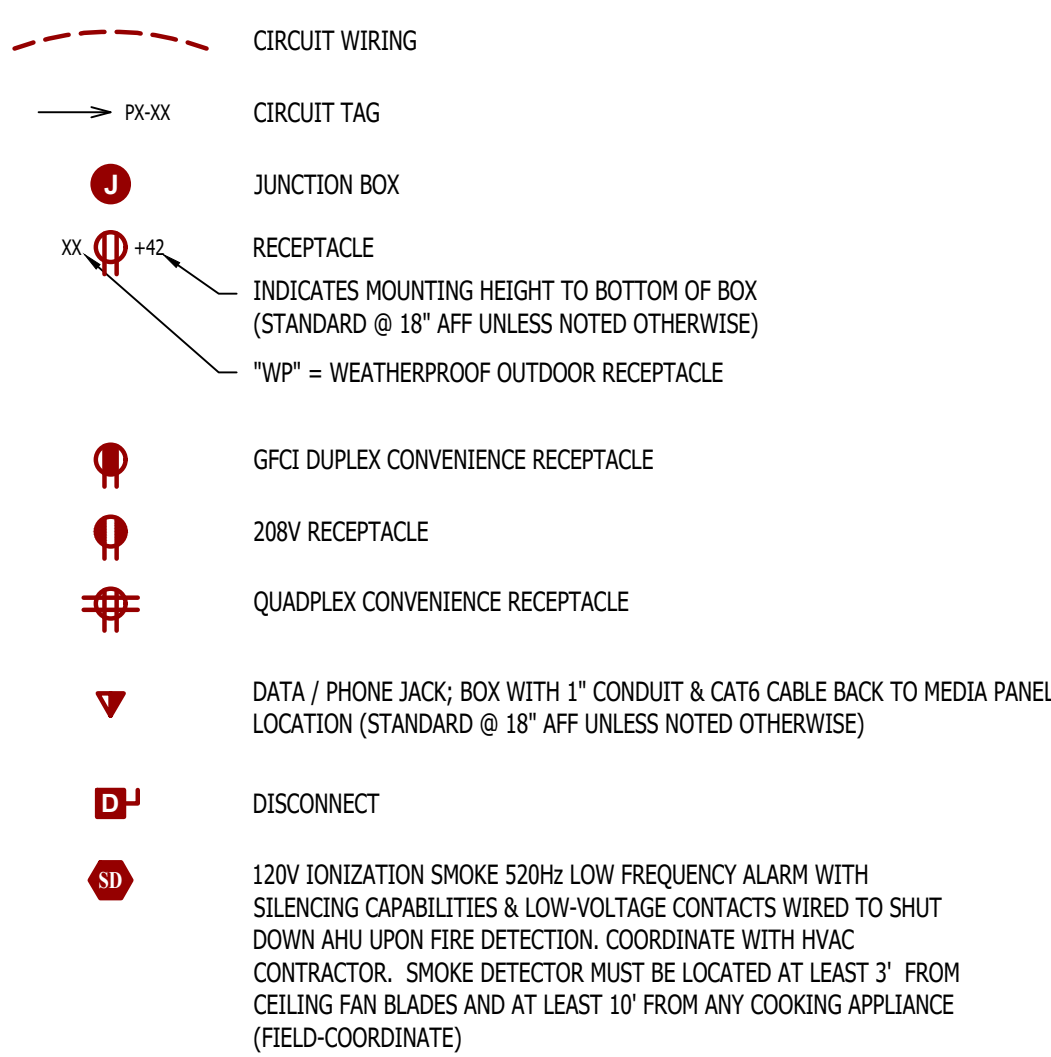 CIRCUIT WIRING
PX-XX CIRCUIT TAG
J JUNCTION BOX
XX +42 RECEPTACLE
INDICATES MOUNTING HEIGHT TO BOTTOM OF BOX
(STANDARD @ 18" AFF UNLESS NOTED OTHERWISE)
"WP" = WEATHERPROOF OUTDOOR RECEPTACLE
GFCI DUPLEX CONVENIENCE RECEPTACLE
208V RECEPTACLE
QUADPLEX CONVENIENCE RECEPTACLE
DATA / PHONE JACK; BOX WITH 1" CONDUIT & CAT6 CABLE BACK TO MEDIA PANEL
LOCATION (STANDARD @ 18" AFF UNLESS NOTED OTHERWISE)
D DISCONNECT
SD 120V IONIZATION SMOKE 520Hz LOW FREQUENCY ALARM WITH
SILENCING CAPABILITIES & LOW-VOLTAGE CONTACTS WIRED TO SHUT
DOWN AHU UPON FIRE DETECTION. COORDINATE WITH HVAC
CONTRACTOR. SMOKE DETECTOR MUST BE LOCATED AT LEAST 3' FROM
CEILING FAN BLADES AND AT LEAST 10' FROM ANY COOKING APPLIANCE
(FIELD-COORDINATE)